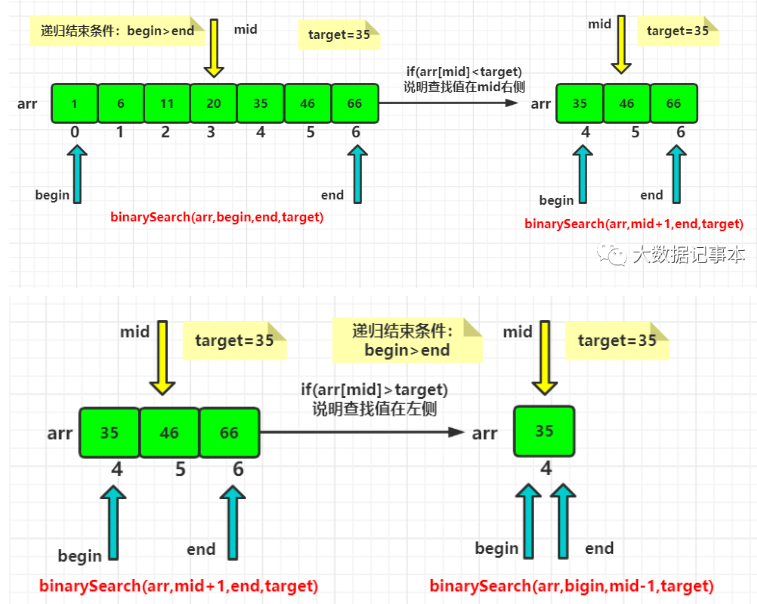 递归结束条件：begin>end
mid
target=35
if(arr[mid]<target)
说明查找值在mid右侧
arr
1 6 11 20 35 46 66
0 1 2 3 4 5 6
begin
end
binarySearch(arr,begin,end,target)
mid
target=35
arr
35 46 66
4 5 6
begin
end
binarySearch(arr,mid+1,end,target)
大数据记事本
mid
target=35
arr
35 46 66
4 5 6
begin
end
binarySearch(arr,mid+1,end,target)
递归结束条件：
begin>end
if(arr[mid]>target)
说明查找值在左侧
mid
target=35
arr
35
4
begin
end
binarySearch(arr,bigin,mid-1,target)